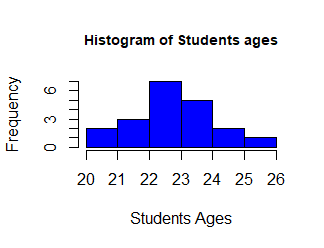 Histogram of Students ages
Frequency
6
3
0
20 21 22 23 24 25 26
Students Ages